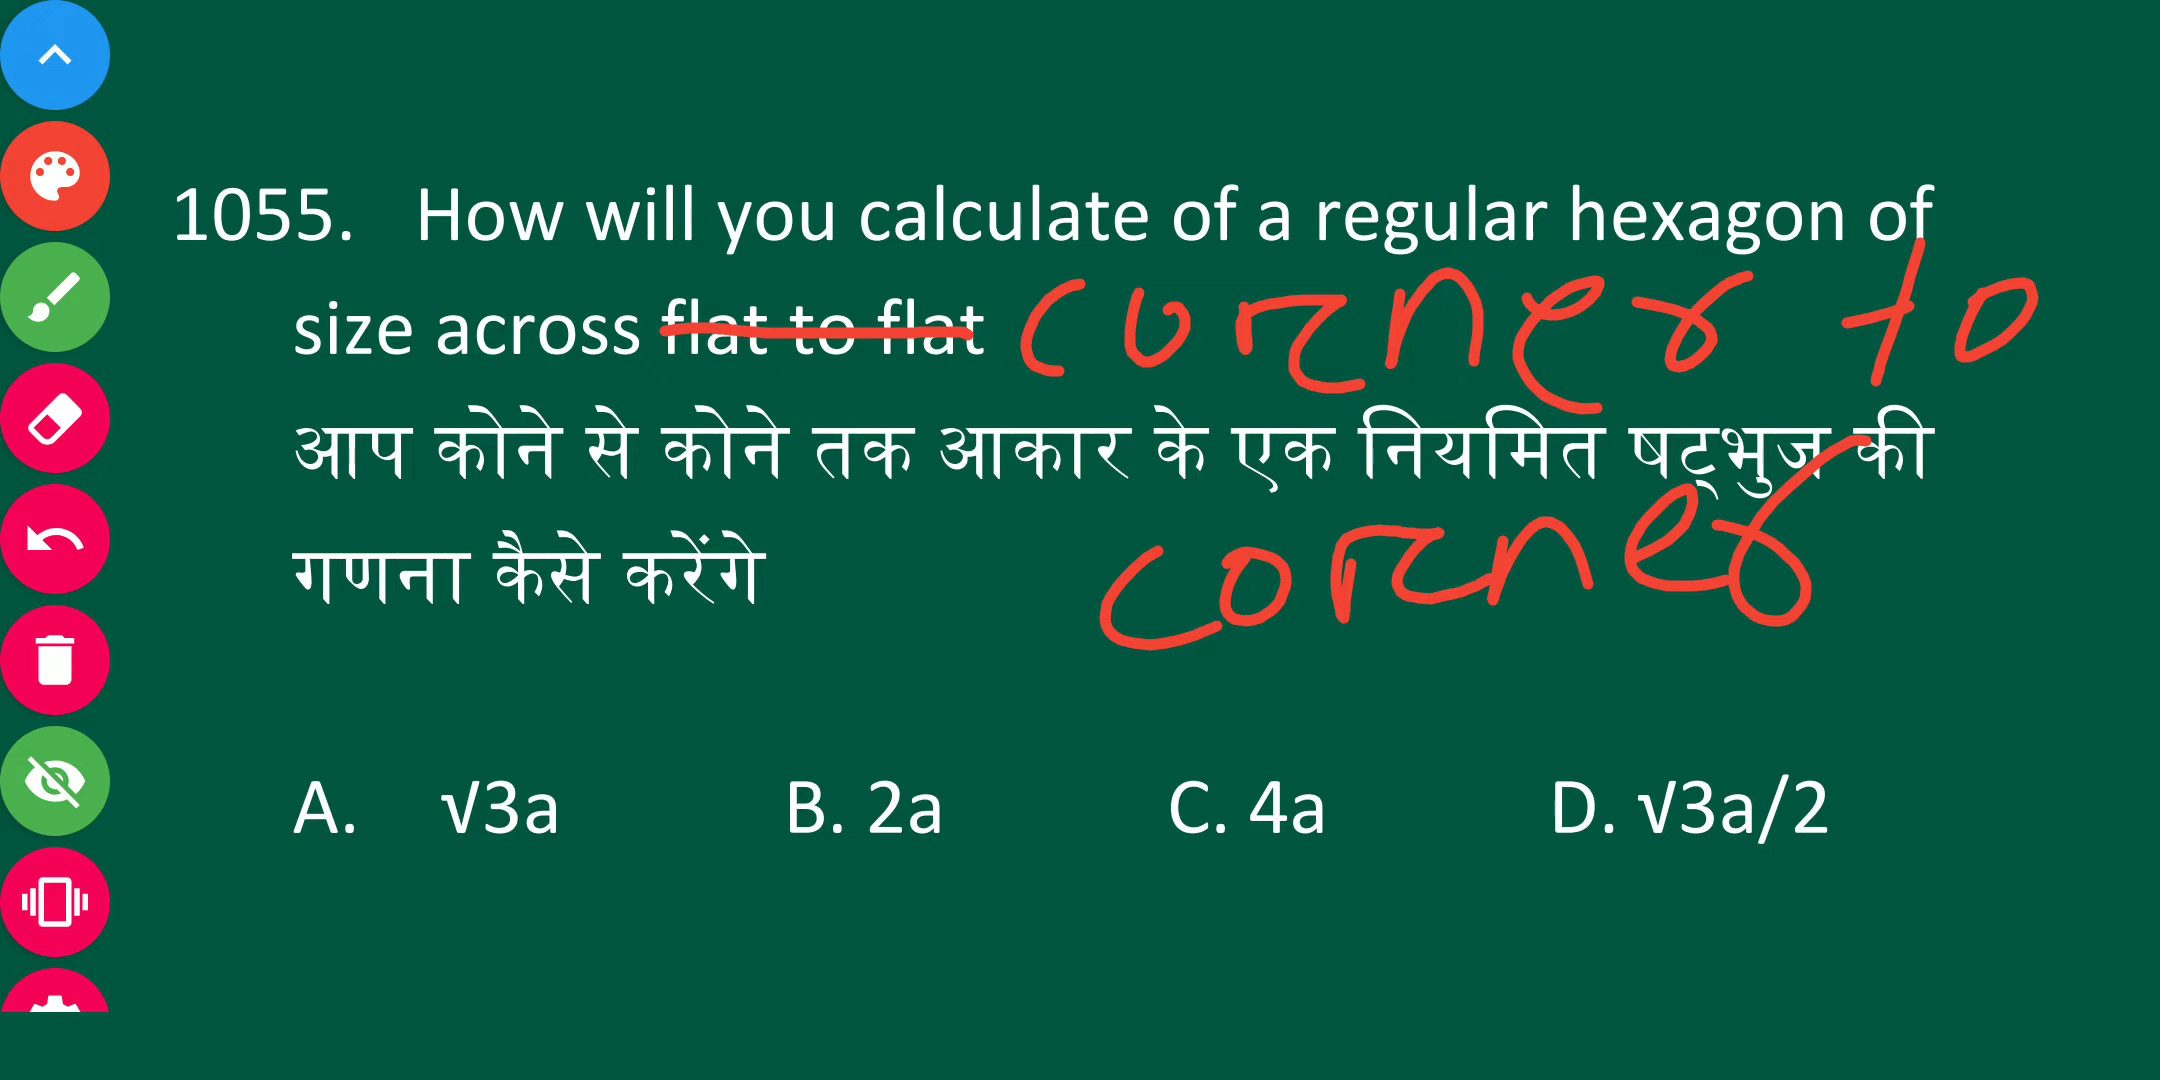 1055. How will you calculate of a regular hexagon of
size across flat to flat corner to
आप कोने से कोने तक आकार के एक नियमित षट्भुज की
गणना कैसे करेंगे corner
A. √3a B. 2a C. 4a D. √3a/2